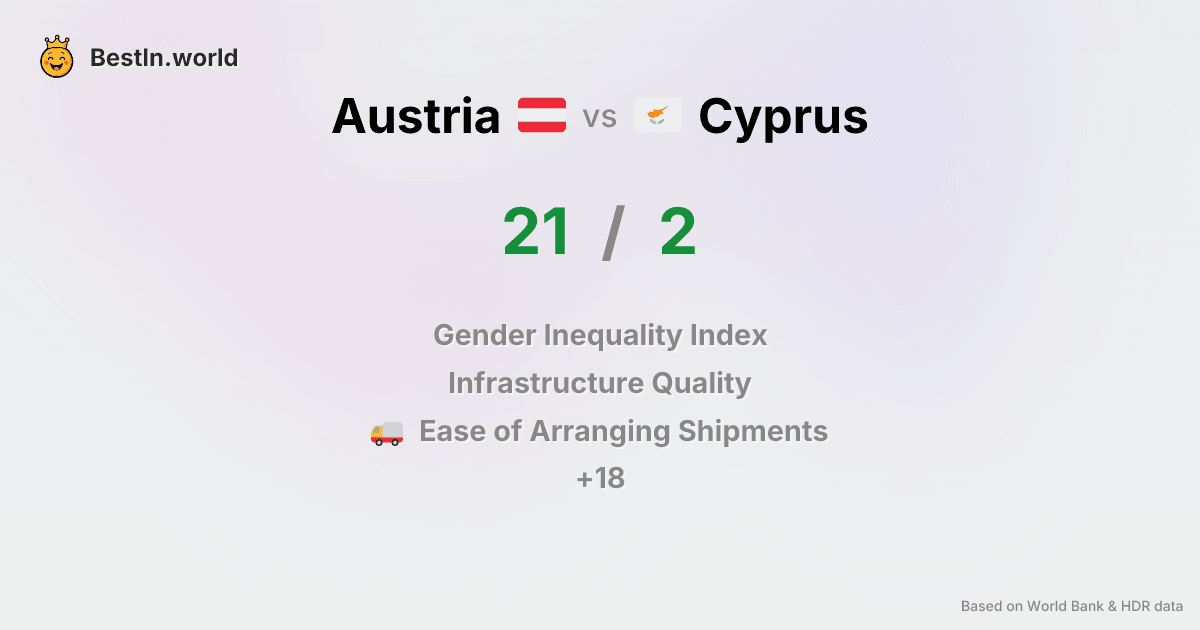 BestIn.world
Austria vs Cyprus
21 / 2
Gender Inequality Index
Infrastructure Quality
Ease of Arranging Shipments
+18
Based on World Bank & HDR data